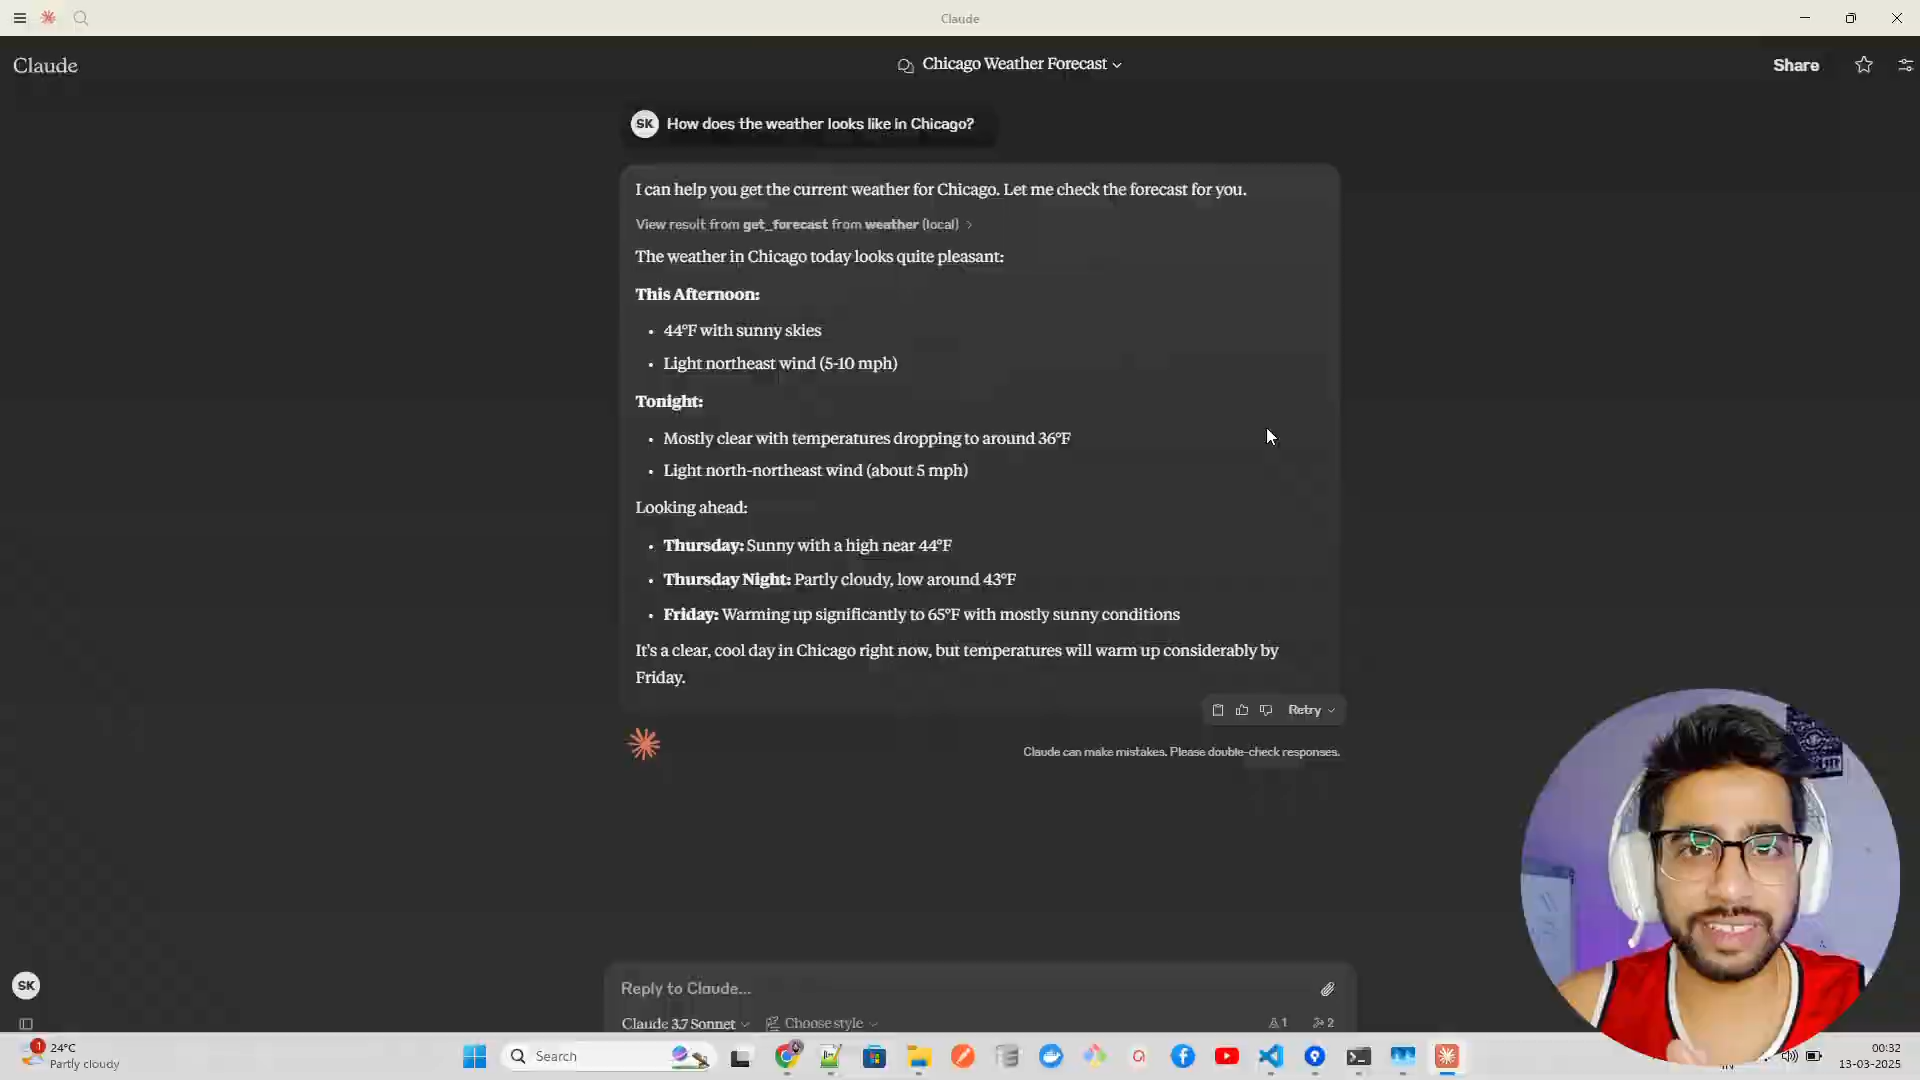 Claude
Claude
Chicago Weather Forecast
Share
SK
How does the weather looks like in Chicago?
I can help you get the current weather for Chicago. Let me check the forecast for you.
View result from get_forecast from weather (local)
The weather in Chicago today looks quite pleasant:
This Afternoon:
• 44°F with sunny skies
• Light northeast wind (5-10 mph)
Tonight:
• Mostly clear with temperatures dropping to around 36°F
• Light north-northeast wind (about 5 mph)
Looking ahead:
• Thursday: Sunny with a high near 44°F
• Thursday Night: Partly cloudy, low around 43°F
• Friday: Warming up significantly to 65°F with mostly sunny conditions
It's a clear, cool day in Chicago right now, but temperatures will warm up considerably by
Friday.
Retry
Claude can make mistakes. Please double-check responses.
SK
Reply to Claude...
Claude 3.7 Sonnet
Choose style
1
2
1
24°C
Partly cloudy
Search
00:32
13-03-2025